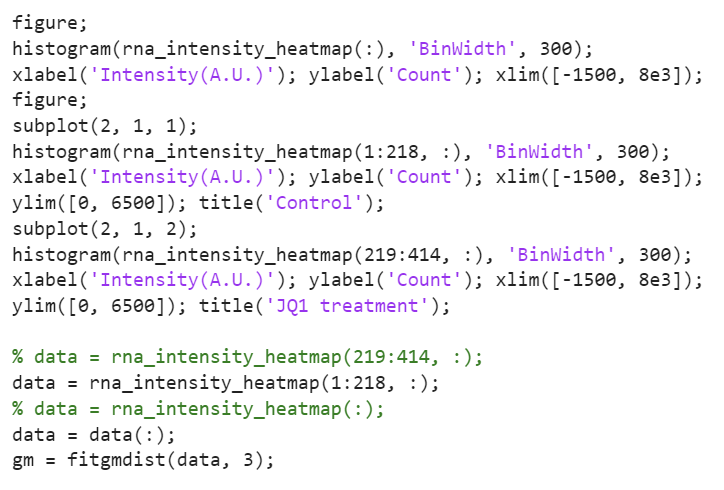 figure;
histogram(rna_intensity_heatmap(:), 'BinWidth', 300);
xlabel('Intensity(A.U.)'); ylabel('Count'); xlim([-1500, 8e3]);
figure;
subplot(2, 1, 1);
histogram(rna_intensity_heatmap(1:218, :), 'BinWidth', 300);
xlabel('Intensity(A.U.)'); ylabel('Count'); xlim([-1500, 8e3]);
ylim([0, 6500]); title('Control');
subplot(2, 1, 2);
histogram(rna_intensity_heatmap(219:414, :), 'BinWidth', 300);
xlabel('Intensity(A.U.)'); ylabel('Count'); xlim([-1500, 8e3]);
ylim([0, 6500]); title('JQ1 treatment');

% data = rna_intensity_heatmap(219:414, :);
data = rna_intensity_heatmap(1:218, :);
% data = rna_intensity_heatmap(:);
data = data(:);
gm = fitgmdist(data, 3);